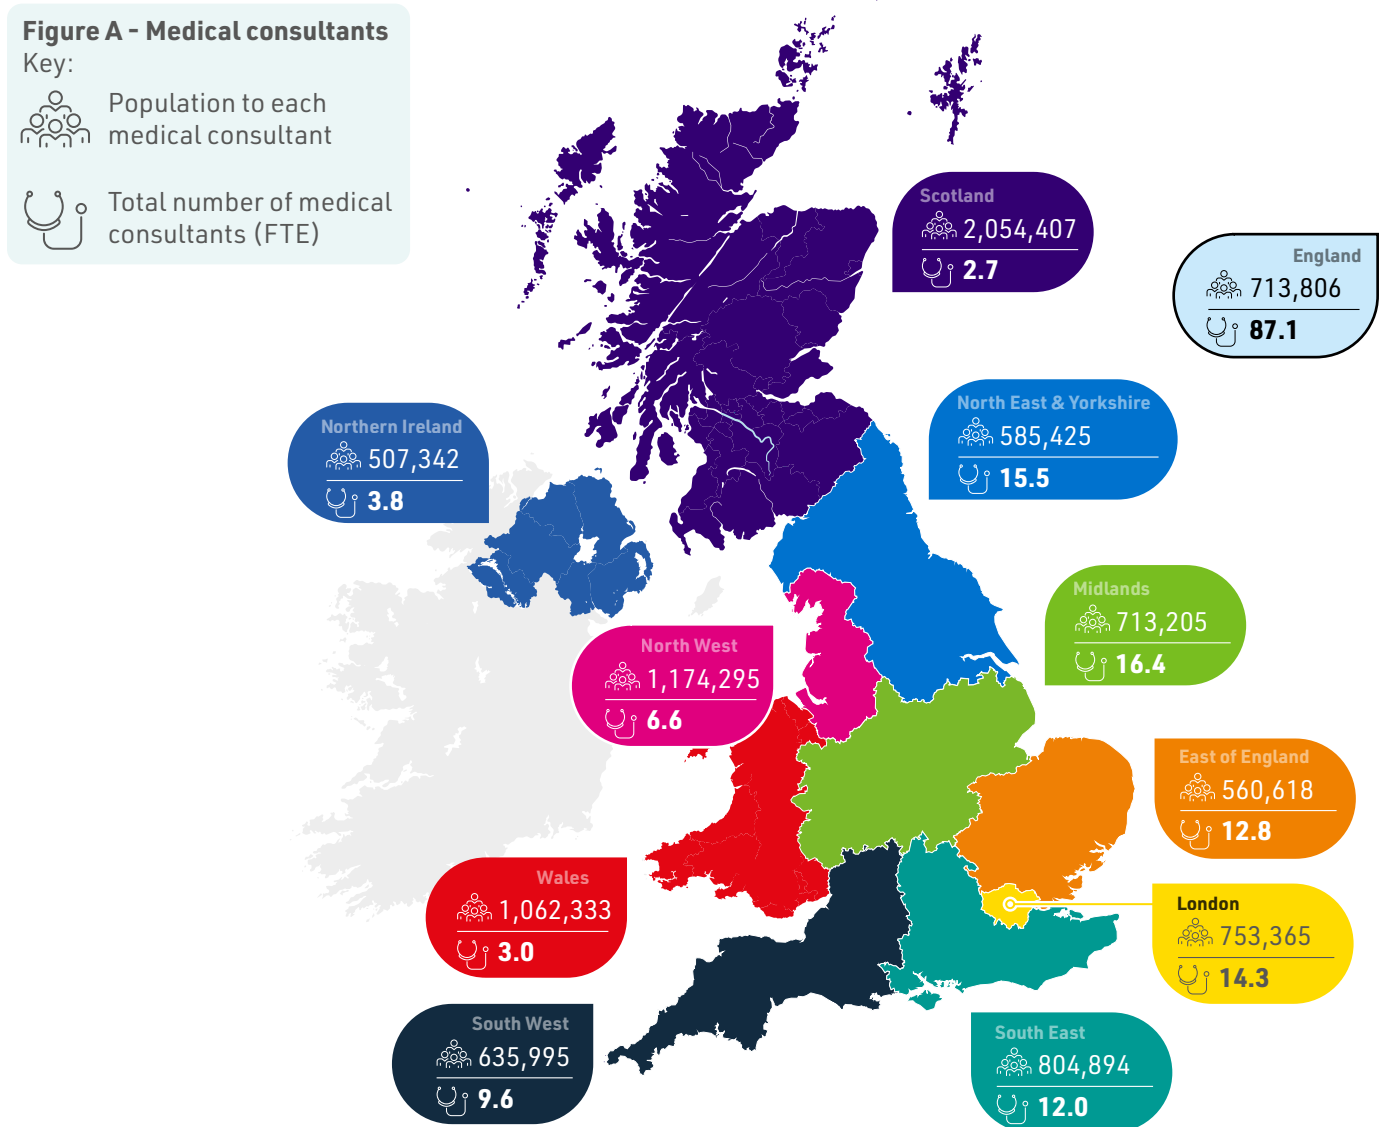 Figure A - Medical consultants
Key:
Population to each
medical consultant
Total number of medical
consultants (FTE)
Scotland
2,054,407
2.7
England
713,806
87.1
North East & Yorkshire
585,425
15.5
Northern Ireland
507,342
3.8
Midlands
713,205
16.4
North West
1,174,295
6.6
East of England
560,618
12.8
Wales
1,062,333
3.0
London
753,365
14.3
South West
635,995
9.6
South East
804,894
12.0